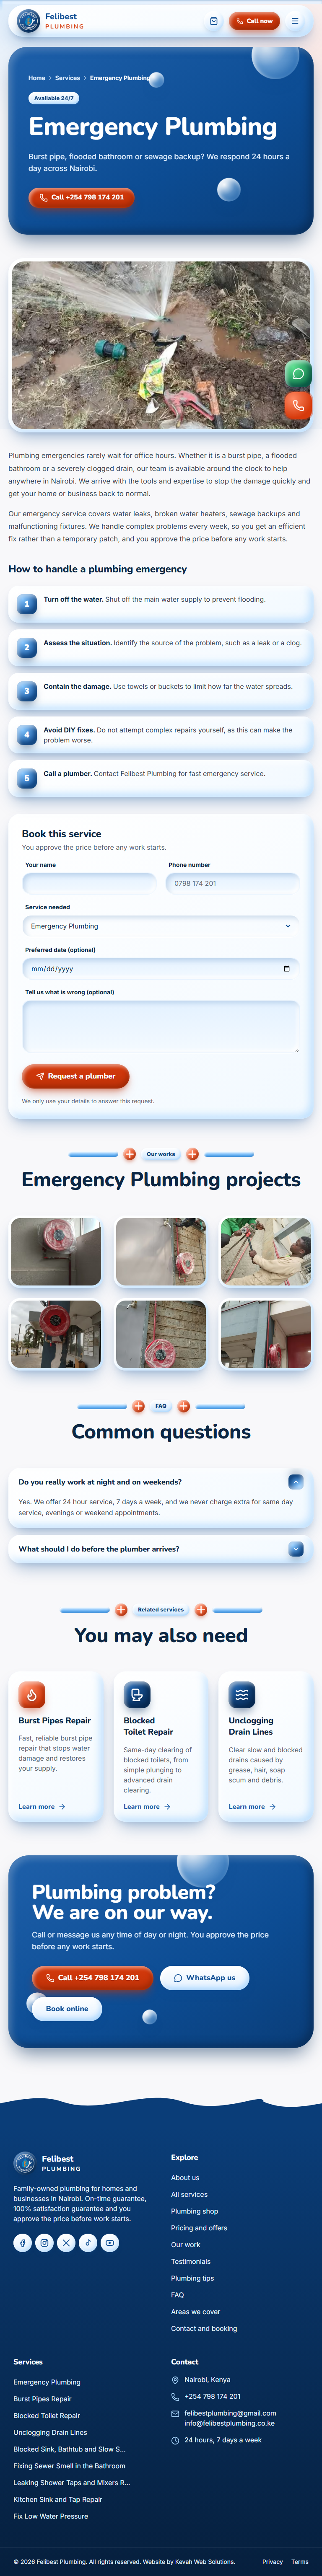 Felibest
PLUMBING
Call now
Home > Services > Emergency Plumbing
Available 24/7
Emergency Plumbing
Burst pipe, flooded bathroom or sewage backup? We respond 24 hours a
day across Nairobi.
Call +254 798 174 201
Plumbing emergencies rarely wait for office hours. Whether it is a burst pipe, a flooded
bathroom or a severely clogged drain, our team is available around the clock to help
anywhere in Nairobi. We arrive with the tools and expertise to stop the damage quickly and
get your home or business back to normal.
Our emergency service covers water leaks, broken water heaters, sewage backups and
malfunctioning fixtures. We handle complex problems every week, so you get an efficient
fix rather than a temporary patch, and you approve the price before any work starts.
How to handle a plumbing emergency
1
Turn off the water. Shut off the main water supply to prevent flooding.
2
Assess the situation. Identify the source of the problem, such as a leak or a clog.
3
Contain the damage. Use towels or buckets to limit how far the water spreads.
4
Avoid DIY fixes. Do not attempt complex repairs yourself, as this can make the
problem worse.
5
Call a plumber. Contact Felibest Plumbing for fast emergency service.
Book this service
You approve the price before any work starts.
Your name
Phone number
0798 174 201
Service needed
Emergency Plumbing
Preferred date (optional)
mm/dd/yyyy
Tell us what is wrong (optional)
Request a plumber
We only use your details to answer this request.
Our works
Emergency Plumbing projects
FAQ
Common questions
Do you really work at night and on weekends?
Yes. We offer 24 hour service, 7 days a week, and we never charge extra for same day
service, evenings or weekend appointments.
What should I do before the plumber arrives?
Related services
You may also need
Burst Pipes Repair
Fast, reliable burst pipe
repair that stops water
damage and restores
your supply.
Learn more
Blocked
Toilet Repair
Same-day clearing of
blocked toilets, from
simple plunging to
advanced drain
clearing.
Learn more
Unclogging
Drain Lines
Clear slow and blocked
drains caused by
grease, hair, soap
scum and debris.
Learn more
Plumbing problem?
We are on our way.
Call or message us any time of day or night. You approve the price
before any work starts.
Call +254 798 174 201
WhatsApp us
Book online
Felibest
PLUMBING
Family-owned plumbing for homes and
businesses in Nairobi. On-time guarantee,
100% satisfaction guarantee and you
approve the price before work starts.
Explore
About us
All services
Plumbing shop
Pricing and offers
Our work
Testimonials
Plumbing tips
FAQ
Areas we cover
Contact and booking
Services
Emergency Plumbing
Burst Pipes Repair
Blocked Toilet Repair
Unclogging Drain Lines
Blocked Sink, Bathtub and Slow S...
Fixing Sewer Smell in the Bathroom
Leaking Shower Taps and Mixers R...
Kitchen Sink and Tap Repair
Fix Low Water Pressure
Contact
Nairobi, Kenya
+254 798 174 201
felibestplumbing@gmail.com
info@felibestplumbing.co.ke
24 hours, 7 days a week
© 2026 Felibest Plumbing. All rights reserved. Website by Kevah Web Solutions.
Privacy
Terms